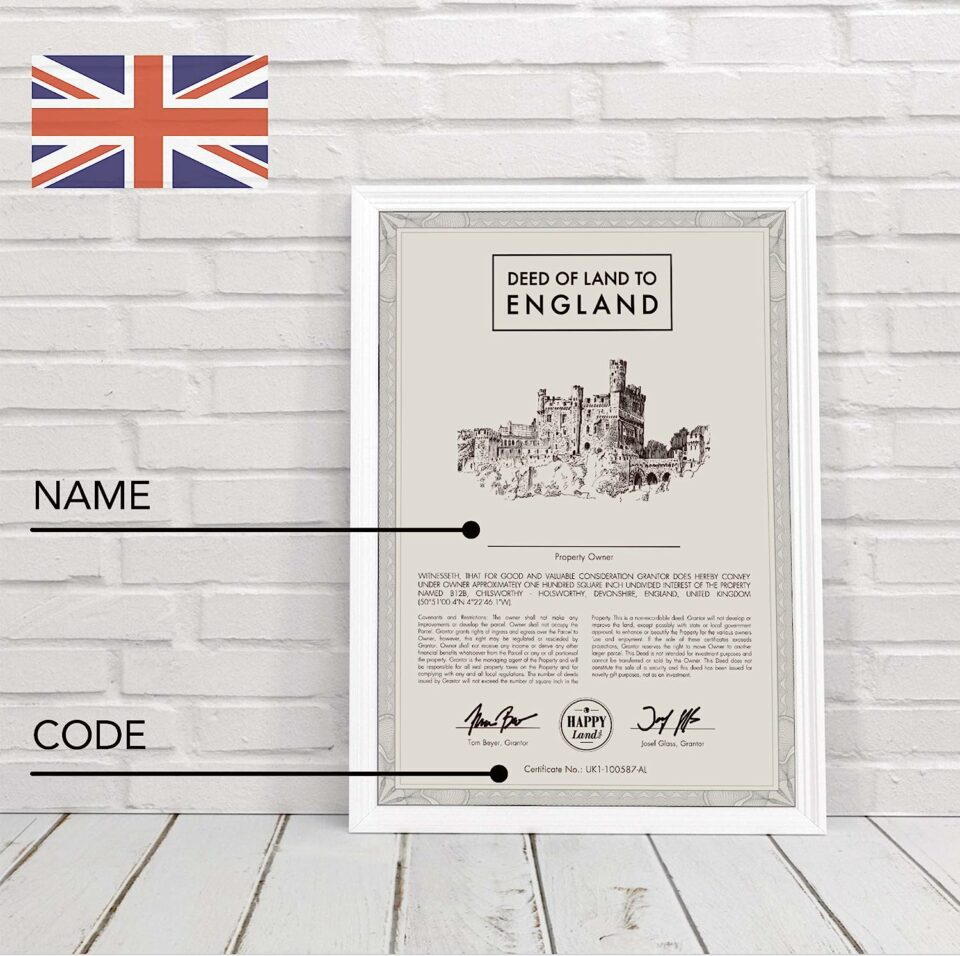 DEED OF LAND TO
ENGLAND
NAME
Property Owner
WITNESSETH, THAT FOR GOOD AND VALUABLE CONSIDERATION GRANTOR DOES HEREBY CONVEY
UNDER OWNER APPROXIMATELY ONE HUNDRED SQUARE INCH UNDIVIDED INTEREST OF THE PROPERTY
NAMED B12B, CHILSWORTHY - HOLSWORTHY, DEVONSHIRE, ENGLAND, UNITED KINGDOM
(50°51'00.4"N 4°22'46.1"W).
Covenants and Restrictions: The owner shall not make any
improvements or develop the parcel. Owner shall not occupy the
Parcel. Grantor grants rights of ingress and egress over the Parcel to
Owner, however, this right may be regulated or rescinded by
Grantor. Owner shall not receive any income or derive any other
financial benefits whatsoever from the Parcel or any or all portions of
the property. Grantor is the managing agent of the Property and will
be responsible for all real property taxes on the Property and for
complying with any and all local regulations. The number of deeds
issued by Grantor will not exceed the number of square inch in the
Property. This is a non-recordable deed. Grantor will not develop or
improve the land, except possibly with state or local government
approval, to enhance or beautify the Property for the various owners
use and enjoyment. If the sale of these certificates exceeds
projections, Grantor reserves the right to move Owner to another
larger parcel. This Deed is not intended for investment purposes and
cannot be transferred or sold by the Owner. This Deed does not
constitute the sale of a security and this deed has been issued for
novelty gift purposes, not as an investment.
Tom Beyer, Grantor
HAPPY
Lands
Josef Glass, Grantor
CODE
Certificate No.: UK1-100587-AL